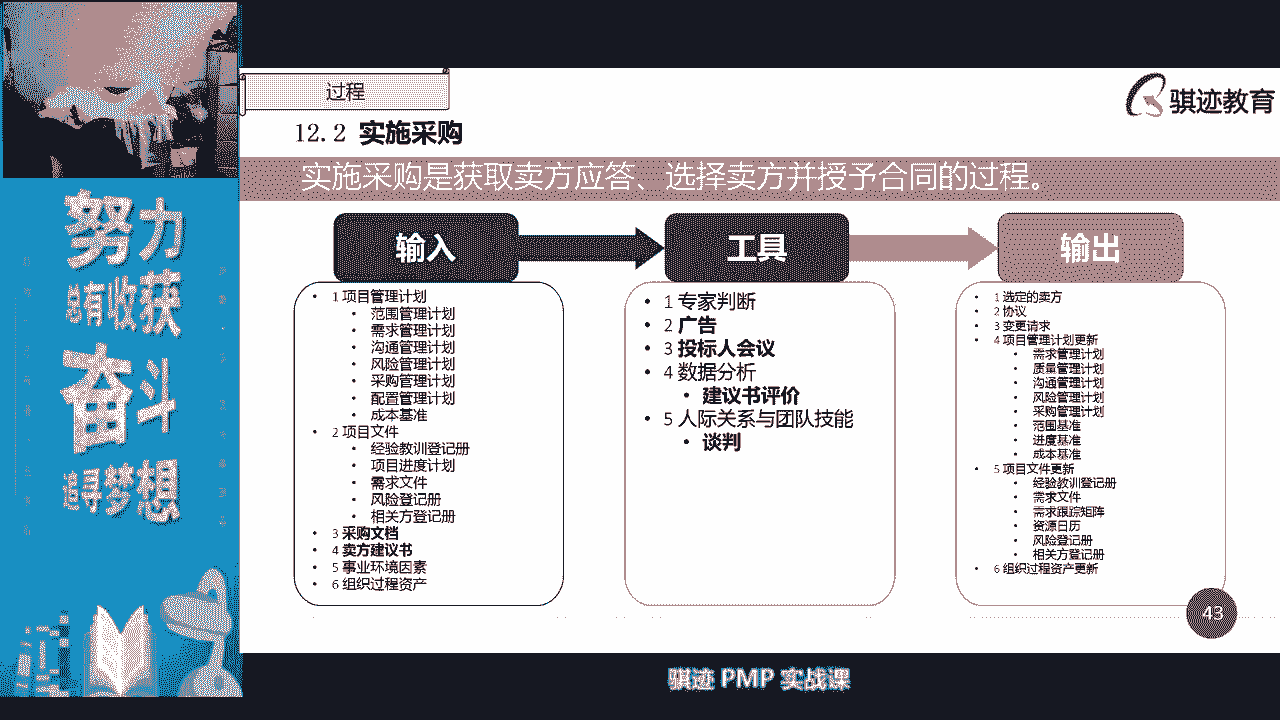 过程
骐迹教育
12.2 实施采购
实施采购是获取卖方应答、选择卖方并授予合同的过程。
努力
总有收获
奋斗
追寻梦想
输入
• 1 项目管理计划
• 范围管理计划
• 需求管理计划
• 沟通管理计划
• 风险管理计划
• 采购管理计划
• 配置管理计划
• 成本基准
• 2 项目文件
• 经验教训登记册
• 项目进度计划
• 需求文件
• 风险登记册
• 相关方登记册
• 3 采购文档
• 4 卖方建议书
• 5 事业环境因素
• 6 组织过程资产
工具
• 1 专家判断
• 2 广告
• 3 投标人会议
• 4 数据分析
• 建议书评价
• 5 人际关系与团队技能
• 谈判
输出
• 1 选定的卖方
• 2 协议
• 3 变更请求
• 4 项目管理计划更新
• 需求管理计划
• 质量管理计划
• 沟通管理计划
• 风险管理计划
• 采购管理计划
• 范围基准
• 进度基准
• 成本基准
• 5 项目文件更新
• 经验教训登记册
• 需求文件
• 需求跟踪矩阵
• 资源日历
• 风险登记册
• 相关方登记册
• 6 组织过程资产更新
43
骐迹 PMP 实战课